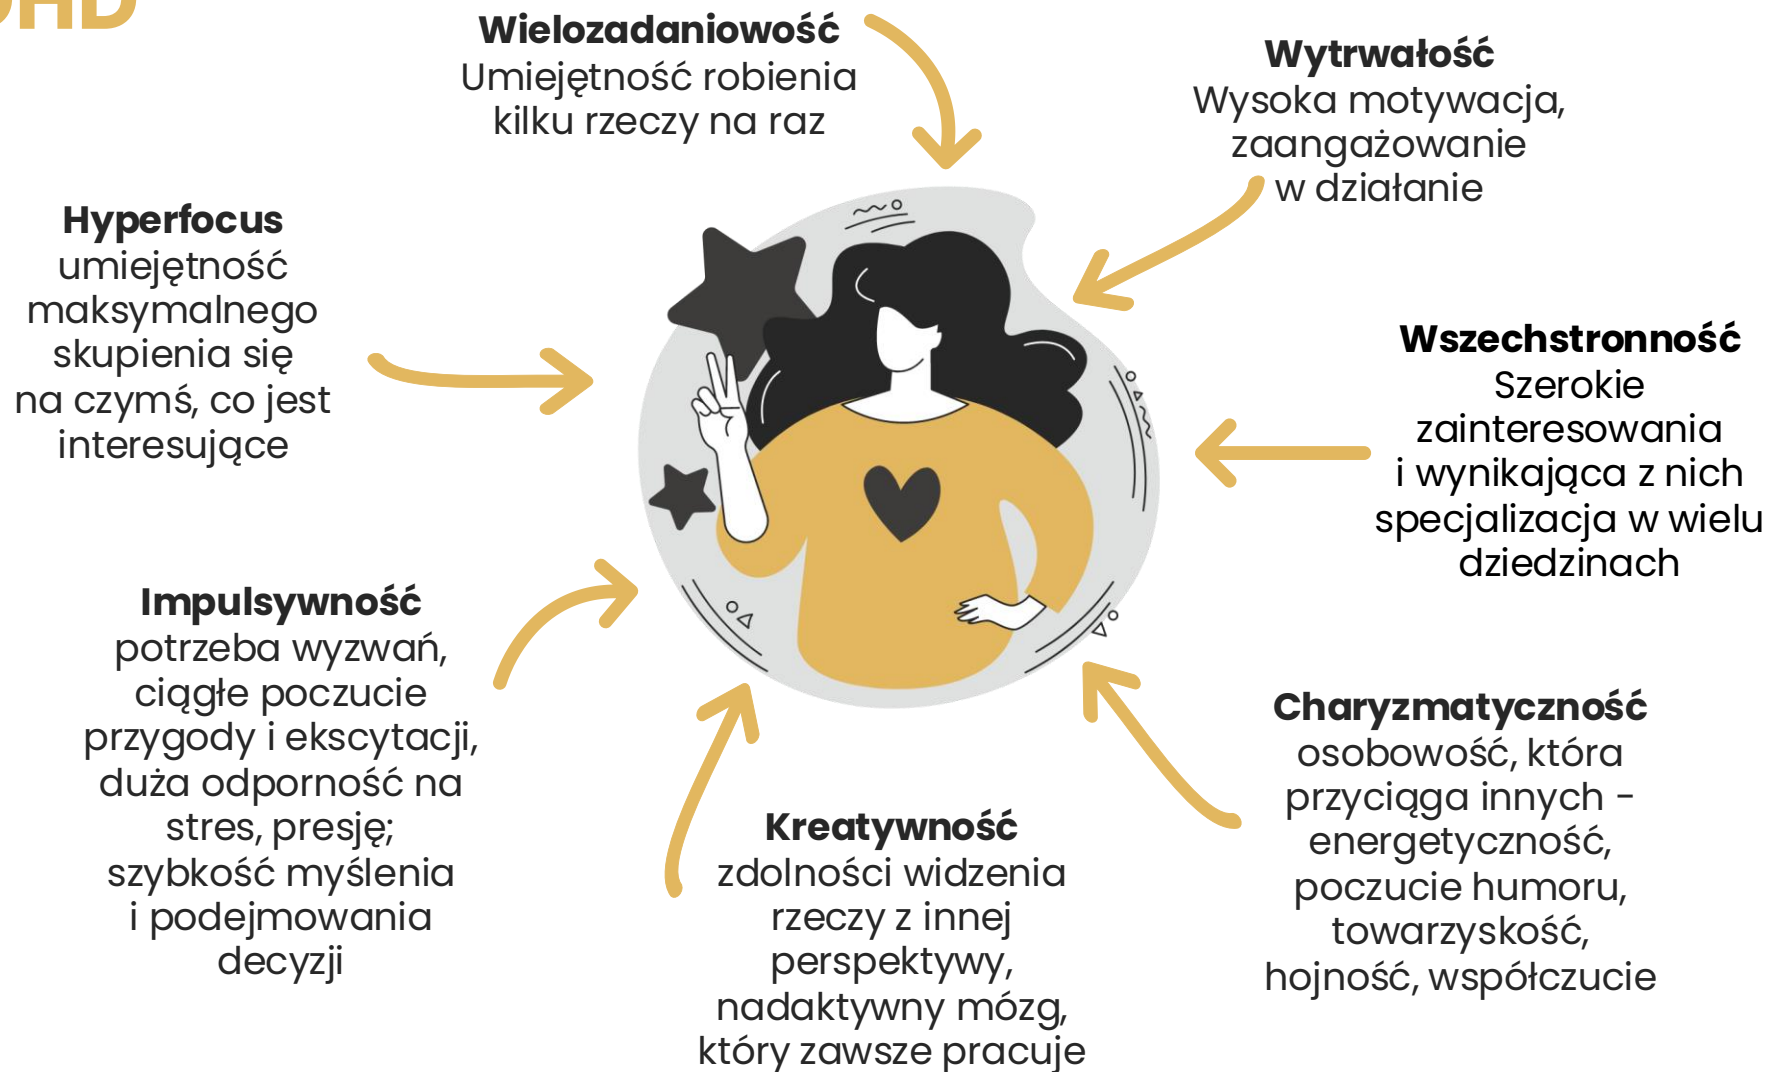 Wielozadaniowość
Umiejętność robienia
kilku rzeczy na raz
Wytrwałość
Wysoka motywacja,
zaangażowanie
w działanie
Hyperfocus
umiejętność
maksymalnego
skupienia się
na czymś, co jest
interesujące
Wszechstronność
Szerokie
zainteresowania
i wynikająca z nich
specjalizacja w wielu
dziedzinach
Impulsywność
potrzeba wyzwań,
ciągłe poczucie
przygody i ekscytacji,
duża odporność na
stres, presję;
szybkość myślenia
i podejmowania
decyzji
Kreatywność
zdolności widzenia
rzeczy z innej
perspektywy,
nadaktywny mózg,
który zawsze pracuje
Charyzmatyczność
osobowość, która
przyciąga innych -
energetyczność,
poczucie humoru,
towarzyskość,
hojność, współczucie